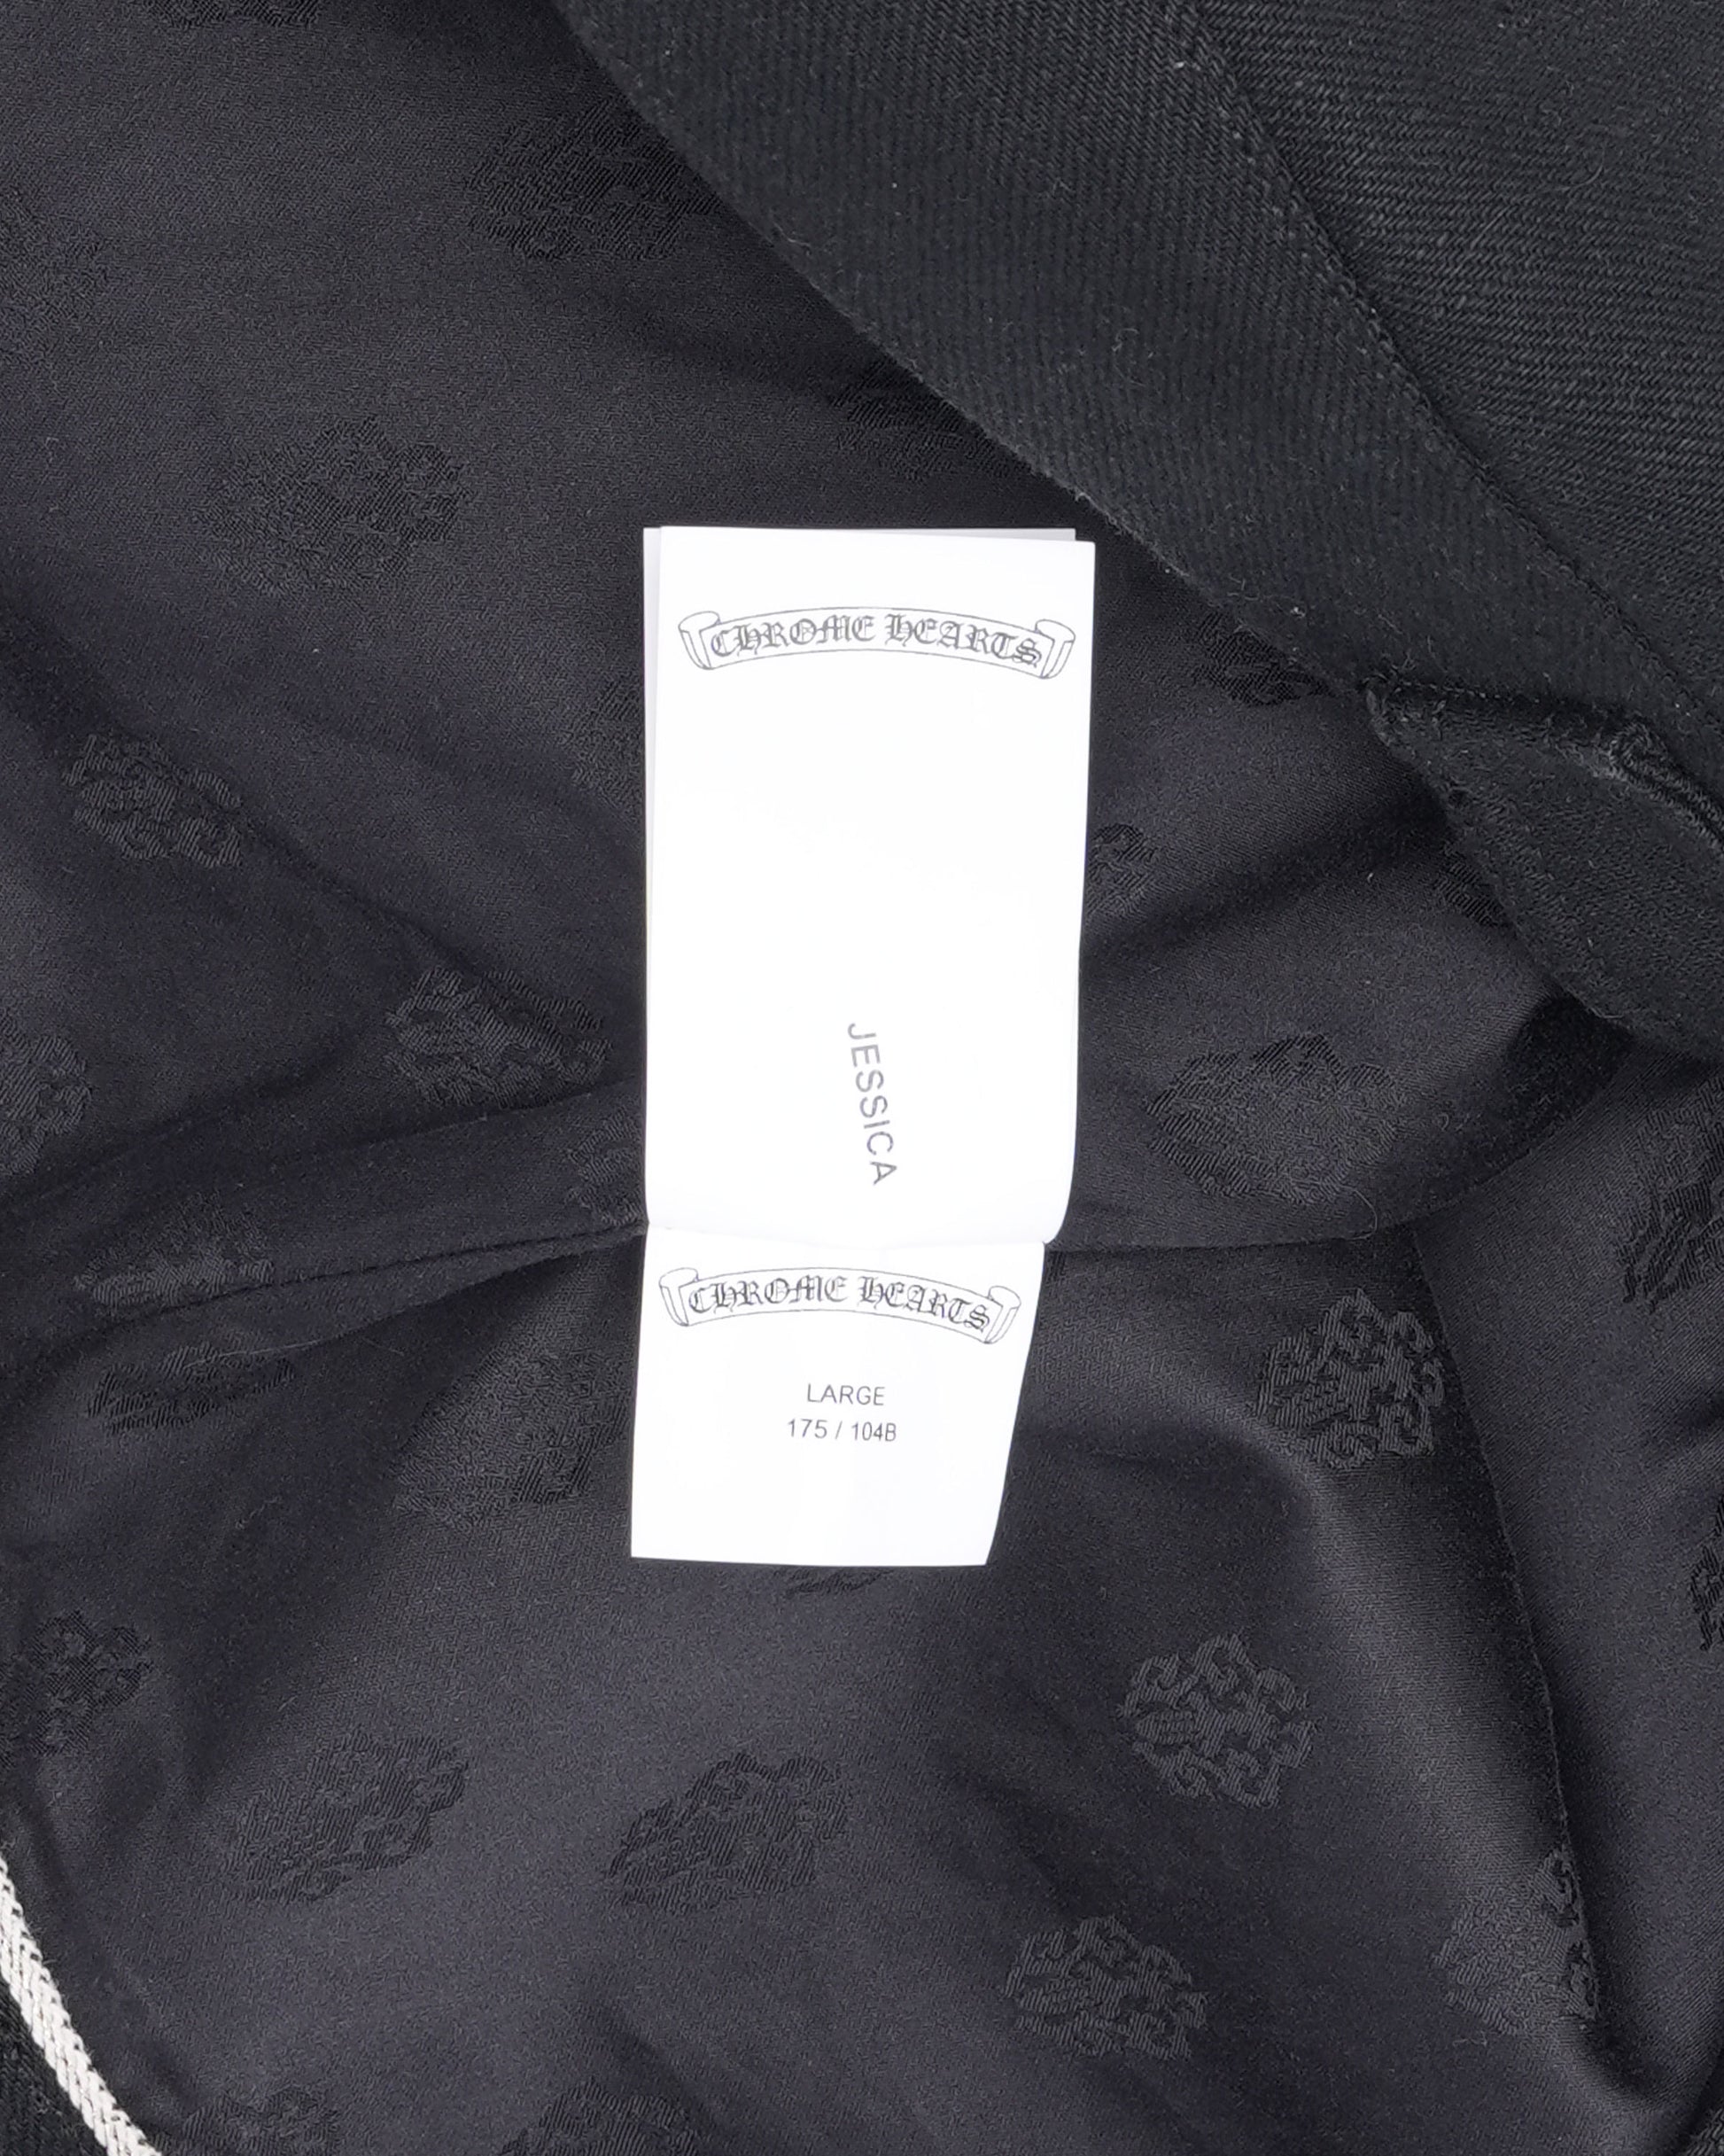 CHROME HEARTS
JESSICA
CHROME HEARTS
LARGE
175 / 104B